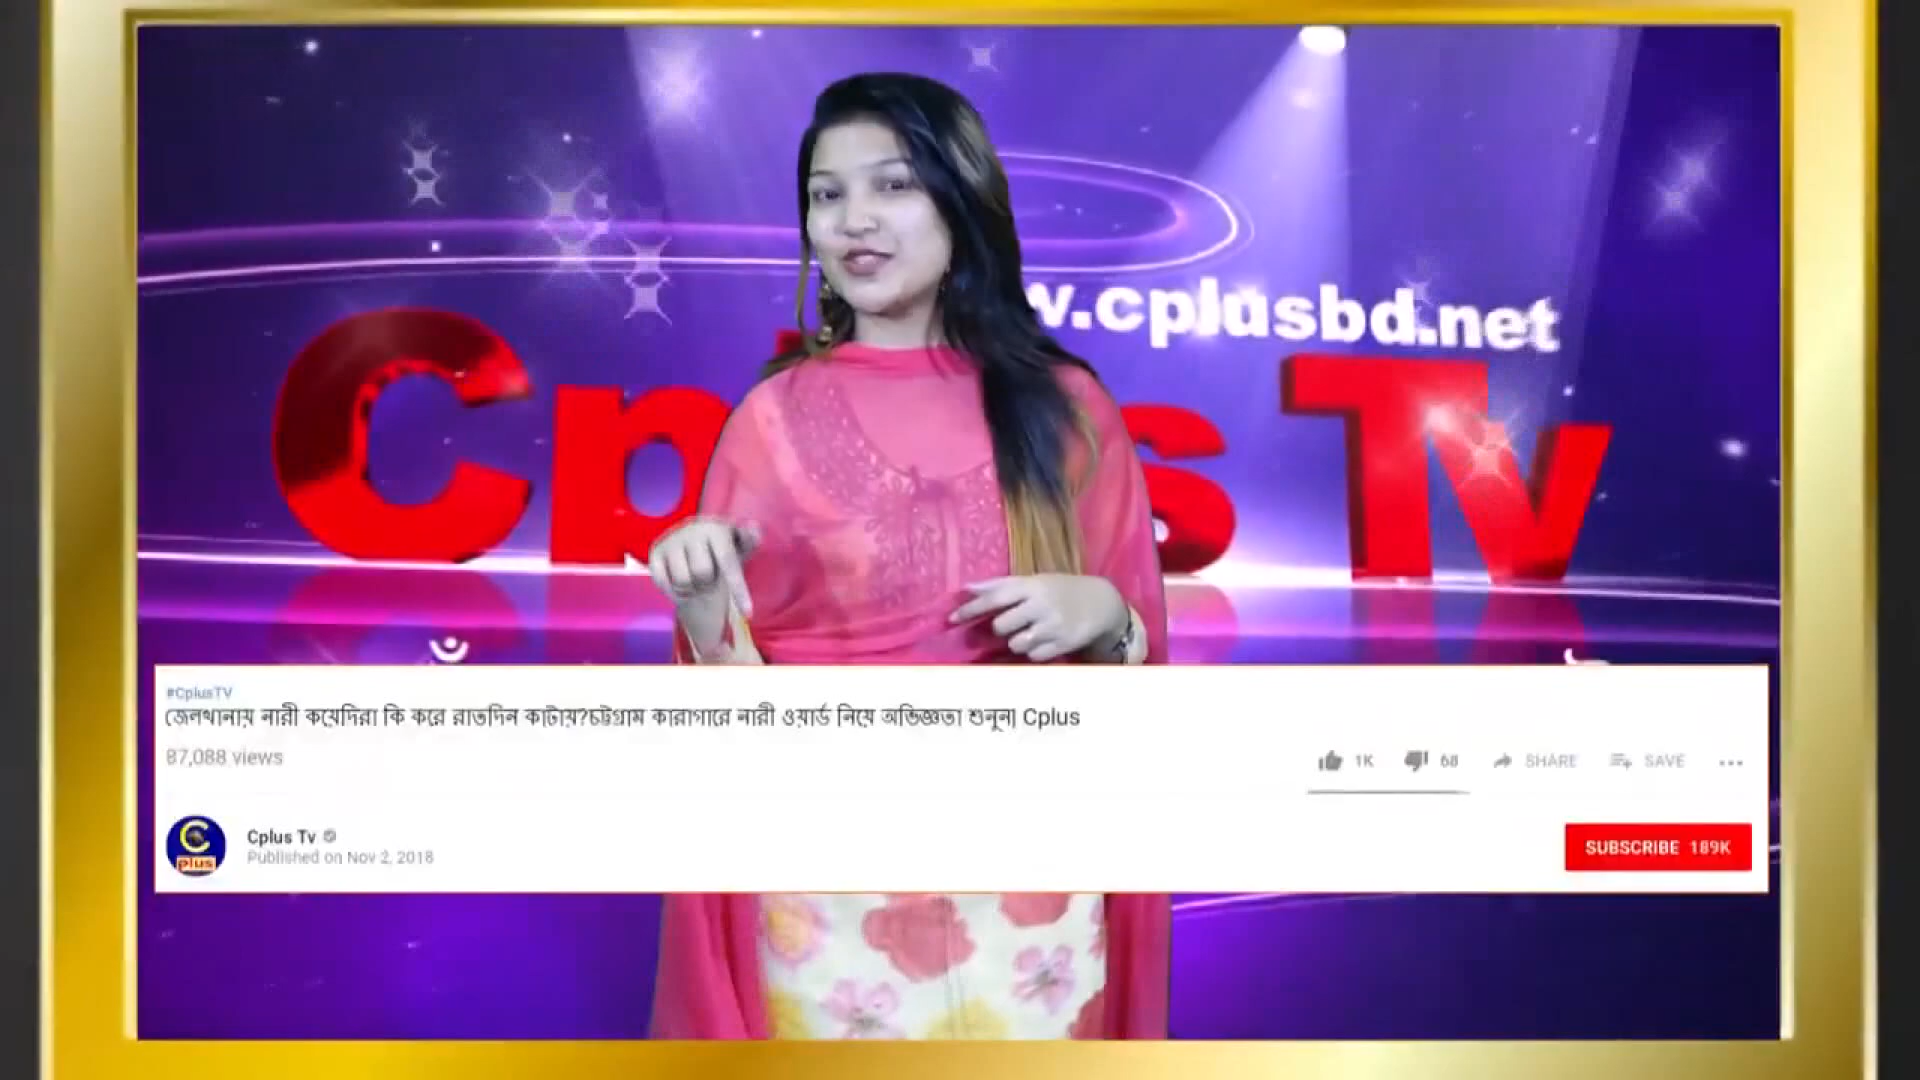 w.cplusbd.net
Cplus Tv
#CplusTV
জেলখানায় নারী কয়েদিরা কি করে রাতদিন কাটায়?চট্টগ্রাম কারাগারে নারী ওয়ার্ড নিয়ে অভিজ্ঞতা শুনুন| Cplus
87,088 views
1K 68 SHARE SAVE
C plus
Cplus Tv
Published on Nov 2, 2018
SUBSCRIBE 189K